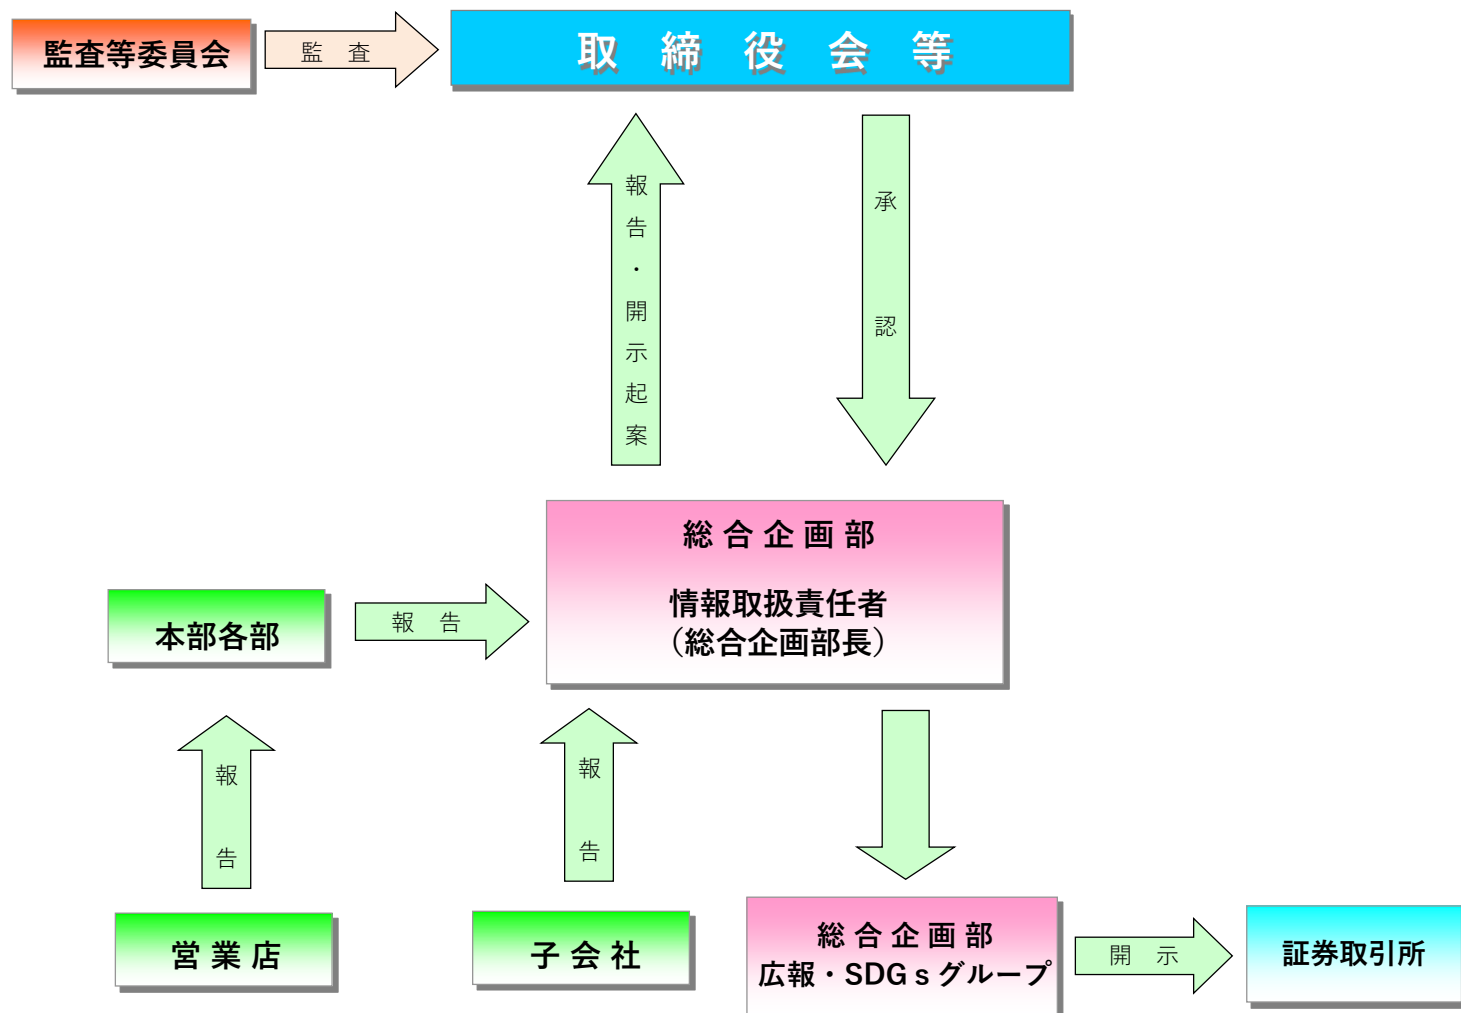 監査等委員会
監　査
取　締　役　会　等
報告・開示起案
承　認
総 合 企 画 部
情報取扱責任者
（総合企画部長）
本部各部
報　告
報　告
報　告
営 業 店
子 会 社
総 合 企 画 部
広報・SDGｓグループ
開　示
証券取引所